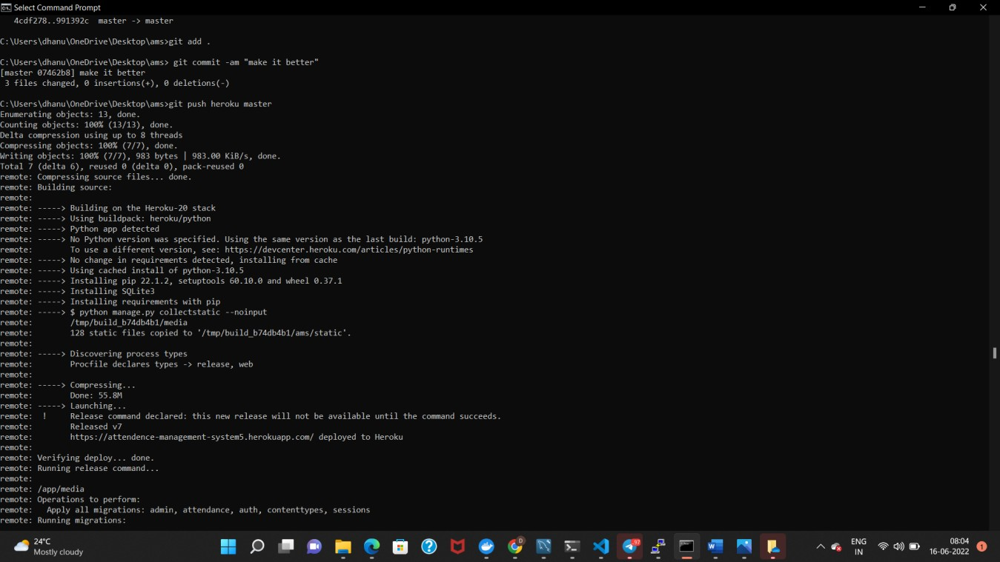 Select Command Prompt
4cdf278..991392c  master -> master
C:\Users\dhanu\OneDrive\Desktop\ams>git add .
C:\Users\dhanu\OneDrive\Desktop\ams> git commit -am "make it better"
[master 07462b8] make it better
3 files changed, 0 insertions(+), 0 deletions(-)
C:\Users\dhanu\OneDrive\Desktop\ams>git push heroku master
Enumerating objects: 13, done.
Counting objects: 100% (13/13), done.
Delta compression using up to 8 threads
Compressing objects: 100% (7/7), done.
Writing objects: 100% (7/7), 983 bytes | 983.00 KiB/s, done.
Total 7 (delta 6), reused 0 (delta 0), pack-reused 0
remote: Compressing source files... done.
remote: Building source:
remote:
remote: -----> Building on the Heroku-20 stack
remote: -----> Using buildpack: heroku/python
remote: -----> Python app detected
remote: -----> No Python version was specified. Using the same version as the last build: python-3.10.5
remote:        To use a different version, see: https://devcenter.heroku.com/articles/python-runtimes
remote: -----> No change in requirements detected, installing from cache
remote: -----> Using cached install of python-3.10.5
remote: -----> Installing pip 22.1.2, setuptools 60.10.0 and wheel 0.37.1
remote: -----> Installing SQLite3
remote: -----> Installing requirements with pip
remote: -----> $ python manage.py collectstatic --noinput
remote:        /tmp/build_b74db4b1/media
remote:        128 static files copied to '/tmp/build_b74db4b1/ams/static'.
remote:
remote: -----> Discovering process types
remote:        Procfile declares types -> release, web
remote:
remote: -----> Compressing...
remote:        Done: 55.8M
remote: -----> Launching...
remote:  !     Release command declared: this new release will not be available until the command succeeds.
remote:        Released v7
remote:        https://attendence-management-system5.herokuapp.com/ deployed to Heroku
remote:
remote: Verifying deploy... done.
remote: Running release command...
remote:
remote: /app/media
remote: Operations to perform:
remote:   Apply all migrations: admin, attendance, auth, contenttypes, sessions
remote: Running migrations:
24°C
Mostly cloudy
97
D
W
ENG
IN
08:04
16-06-2022
1